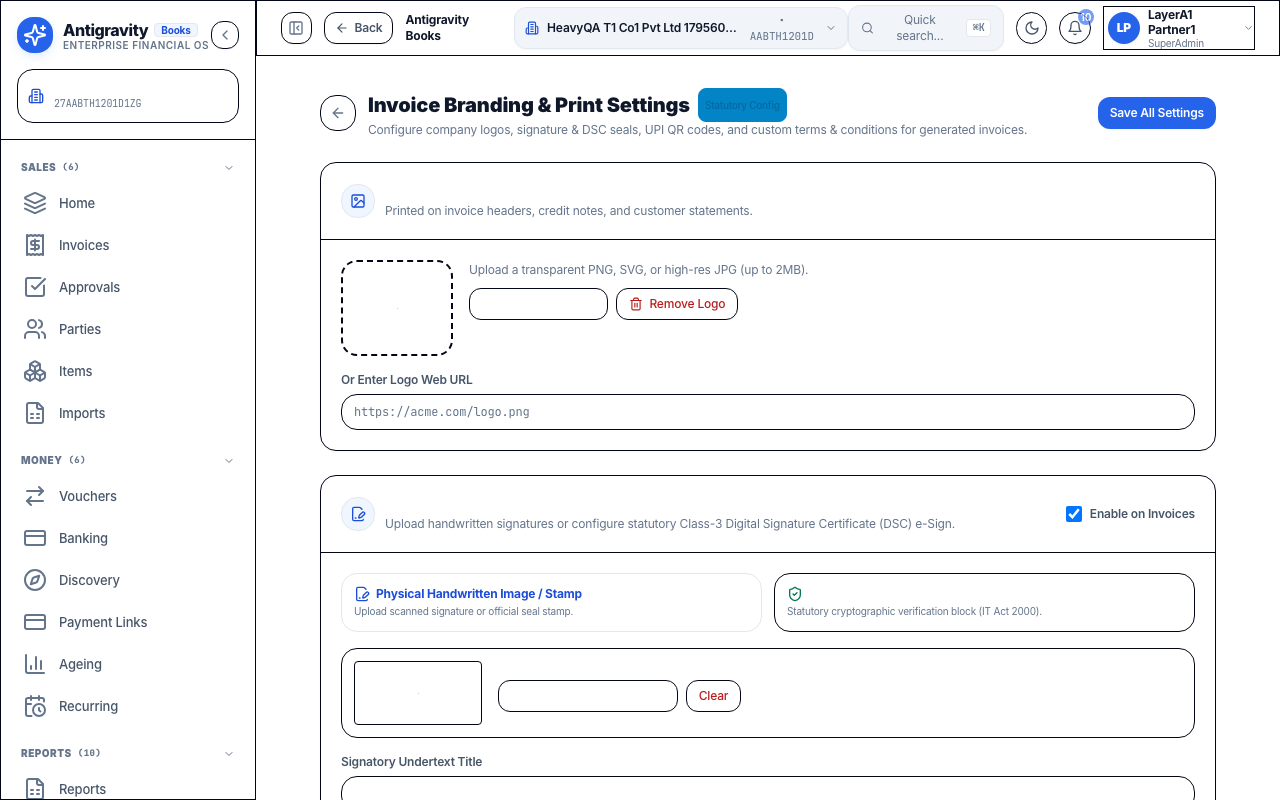 Antigravity Books
ENTERPRISE FINANCIAL OS
27AABTH1201D1ZG
SALES (6)
Home
Invoices
Approvals
Parties
Items
Imports
MONEY (6)
Vouchers
Banking
Discovery
Payment Links
Ageing
Recurring
REPORTS (10)
Reports
Back
Antigravity
Books
HeavyQA T1 Co1 Pvt Ltd 179560...
· AABTH1201D
Quick
search...
⌘K
10
LP
LayerA1
Partner1
SuperAdmin
Invoice Branding & Print Settings
Statutory Config
Configure company logos, signature & DSC seals, UPI QR codes, and custom terms & conditions for generated invoices.
Save All Settings
Printed on invoice headers, credit notes, and customer statements.
Upload a transparent PNG, SVG, or high-res JPG (up to 2MB).
Remove Logo
Or Enter Logo Web URL
https://acme.com/logo.png
Upload handwritten signatures or configure statutory Class-3 Digital Signature Certificate (DSC) e-Sign.
Enable on Invoices
Physical Handwritten Image / Stamp
Upload scanned signature or official seal stamp.
Statutory cryptographic verification block (IT Act 2000).
Clear
Signatory Undertext Title